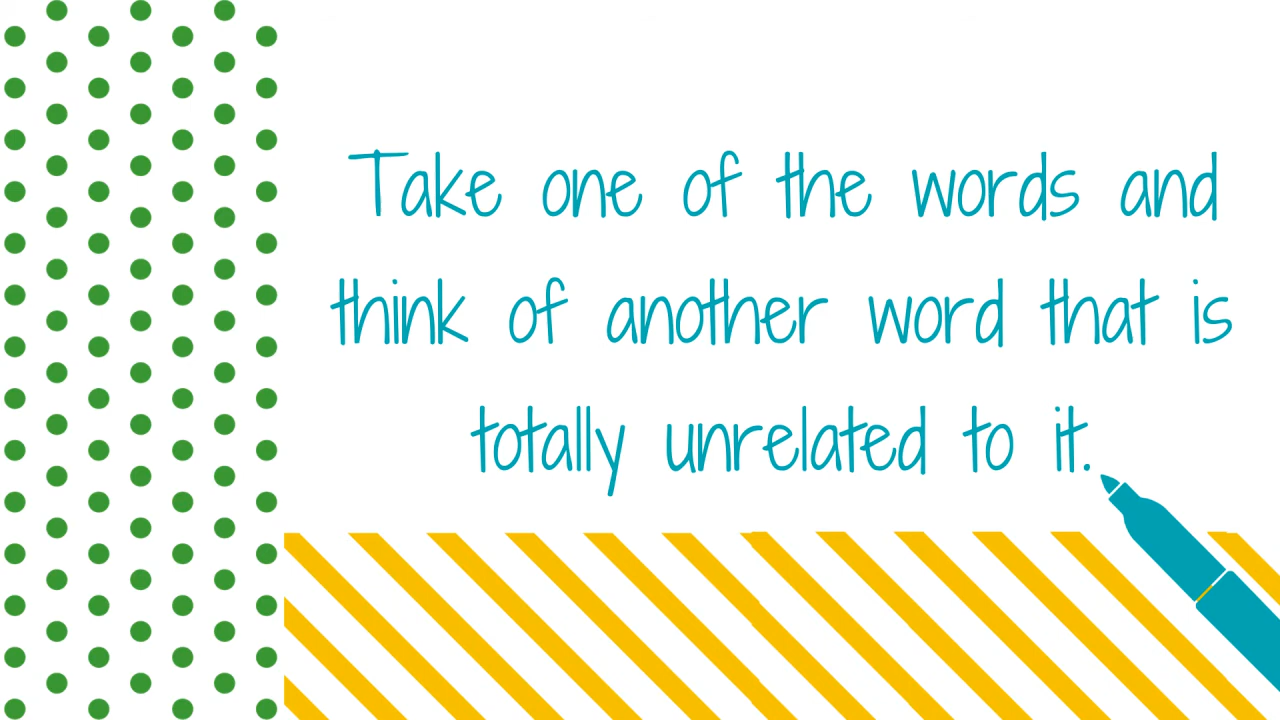 Take one of the words and
think of another word that is
totally unrelated to it.